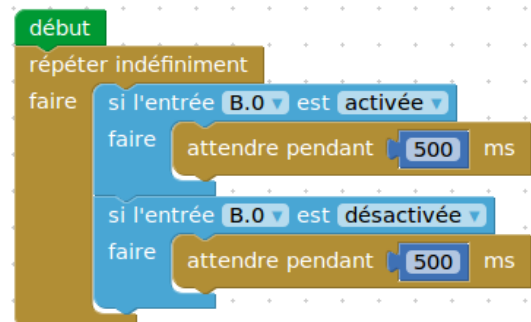 début
répéter indéfiniment
faire si l'entrée B.0 est activée
faire attendre pendant 500 ms
si l'entrée B.0 est désactivée
faire attendre pendant 500 ms